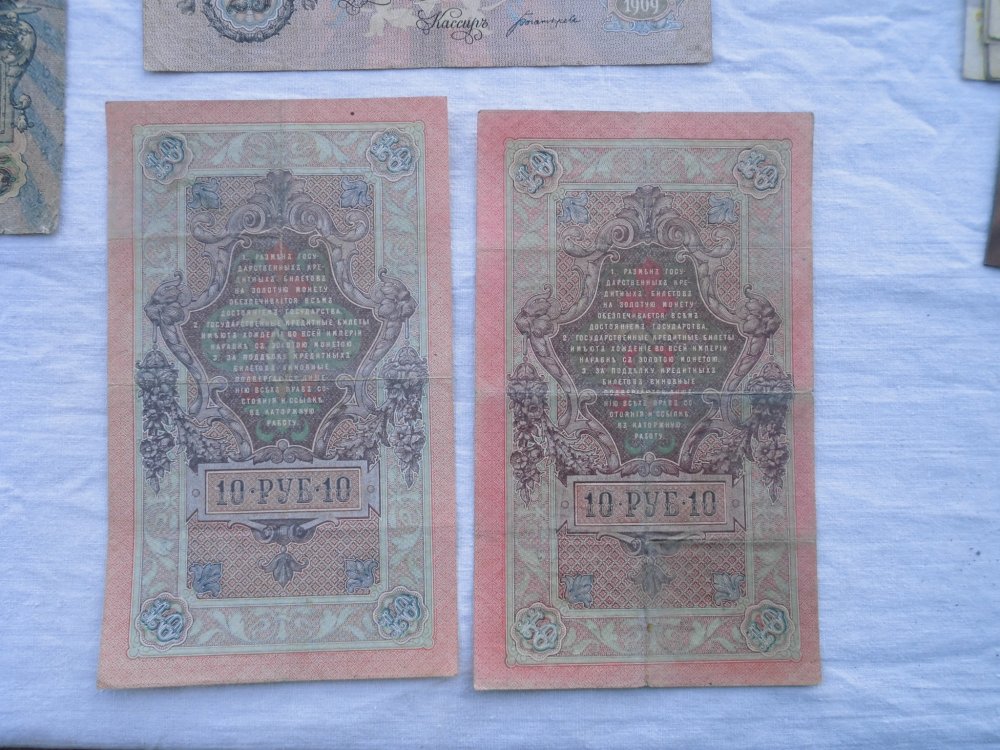 25
Кассиръ
1909
1. РАЗМѢНЪ ГОСУ-
ДАРСТВЕННЫХЪ КРЕ-
ДИТНЫХЪ БИЛЕТОВЪ
НА ЗОЛОТУЮ МОНЕТУ
ОБЕЗПЕЧИВАЕТСЯ ВСѢМЪ
ДОСТОЯНІЕМЪ ГОСУДАРСТВА.
2. ГОСУДАРСТВЕННЫЕ КРЕДИТНЫЕ БИЛЕТЫ
ИМѢЮТЪ ХОЖДЕНІЕ ВО ВСЕЙ ИМПЕРІИ
НАРАВНѢ СЪ ЗОЛОТОЮ МОНЕТОЮ.
3. ЗА ПОДДѢЛКУ КРЕДИТНЫХЪ
БИЛЕТОВЪ ВИНОВНЫЕ
ПОДВЕРГАЮТСЯ ЛИШЕ-
НІЮ ВСѢХЪ ПРАВЪ СО-
СТОЯНІЯ И ССЫЛКѢ
ВЪ КАТОРЖНУЮ
РАБОТУ.
10·РУБ·10
1. РАЗМѢНЪ ГОСУ-
ДАРСТВЕННЫХЪ КРЕ-
ДИТНЫХЪ БИЛЕТОВЪ
НА ЗОЛОТУЮ МОНЕТУ
ОБЕЗПЕЧИВАЕТСЯ ВСѢМЪ
ДОСТОЯНІЕМЪ ГОСУДАРСТВА.
2. ГОСУДАРСТВЕННЫЕ КРЕДИТНЫЕ БИЛЕТЫ
ИМѢЮТЪ ХОЖДЕНІЕ ВО ВСЕЙ ИМПЕРІИ
НАРАВНѢ СЪ ЗОЛОТОЮ МОНЕТОЮ.
3. ЗА ПОДДѢЛКУ КРЕДИТНЫХЪ
БИЛЕТОВЪ ВИНОВНЫЕ
ПОДВЕРГАЮТСЯ ЛИШЕ-
НІЮ ВСѢХЪ ПРАВЪ СО-
СТОЯНІЯ И ССЫЛКѢ
ВЪ КАТОРЖНУЮ
РАБОТУ.
10·РУБ·10